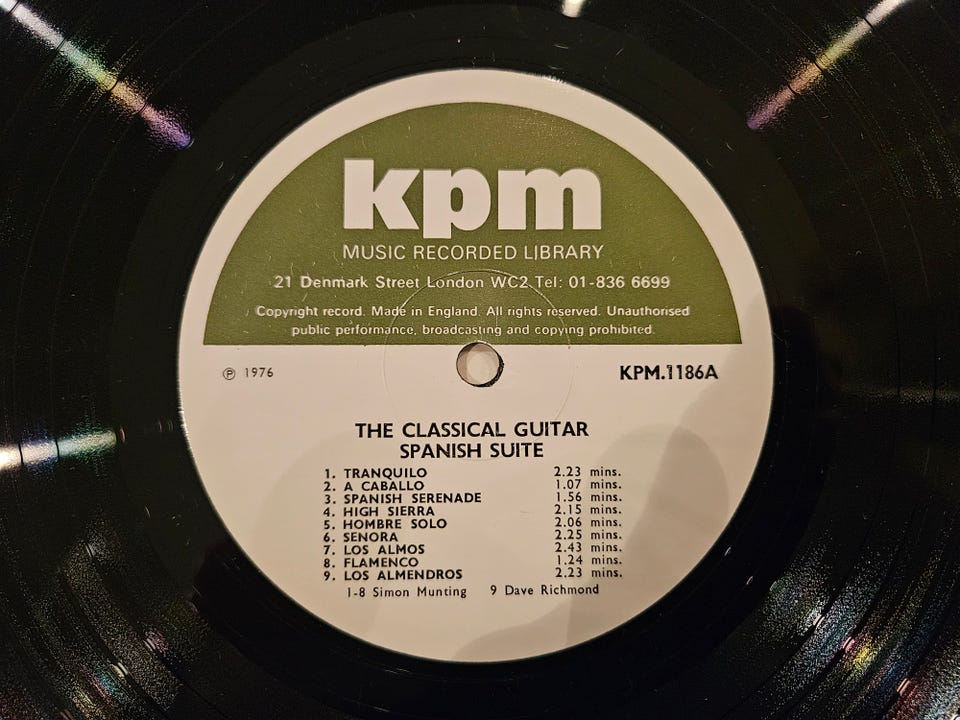 kpm
MUSIC RECORDED LIBRARY
21 Denmark Street London WC2 Tel: 01-836 6699
Copyright record. Made in England. All rights reserved. Unauthorised
public performance, broadcasting and copying prohibited.
℗ 1976 KPM.1186A
THE CLASSICAL GUITAR
SPANISH SUITE
1. TRANQUILO 2.23 mins.
2. A CABALLO 1.07 mins.
3. SPANISH SERENADE 1.56 mins.
4. HIGH SIERRA 2.15 mins.
5. HOMBRE SOLO 2.06 mins.
6. SENORA 2.25 mins.
7. LOS ALMOS 2.43 mins.
8. FLAMENCO 1.24 mins.
9. LOS ALMENDROS 2.23 mins.
1-8 Simon Munting 9 Dave Richmond